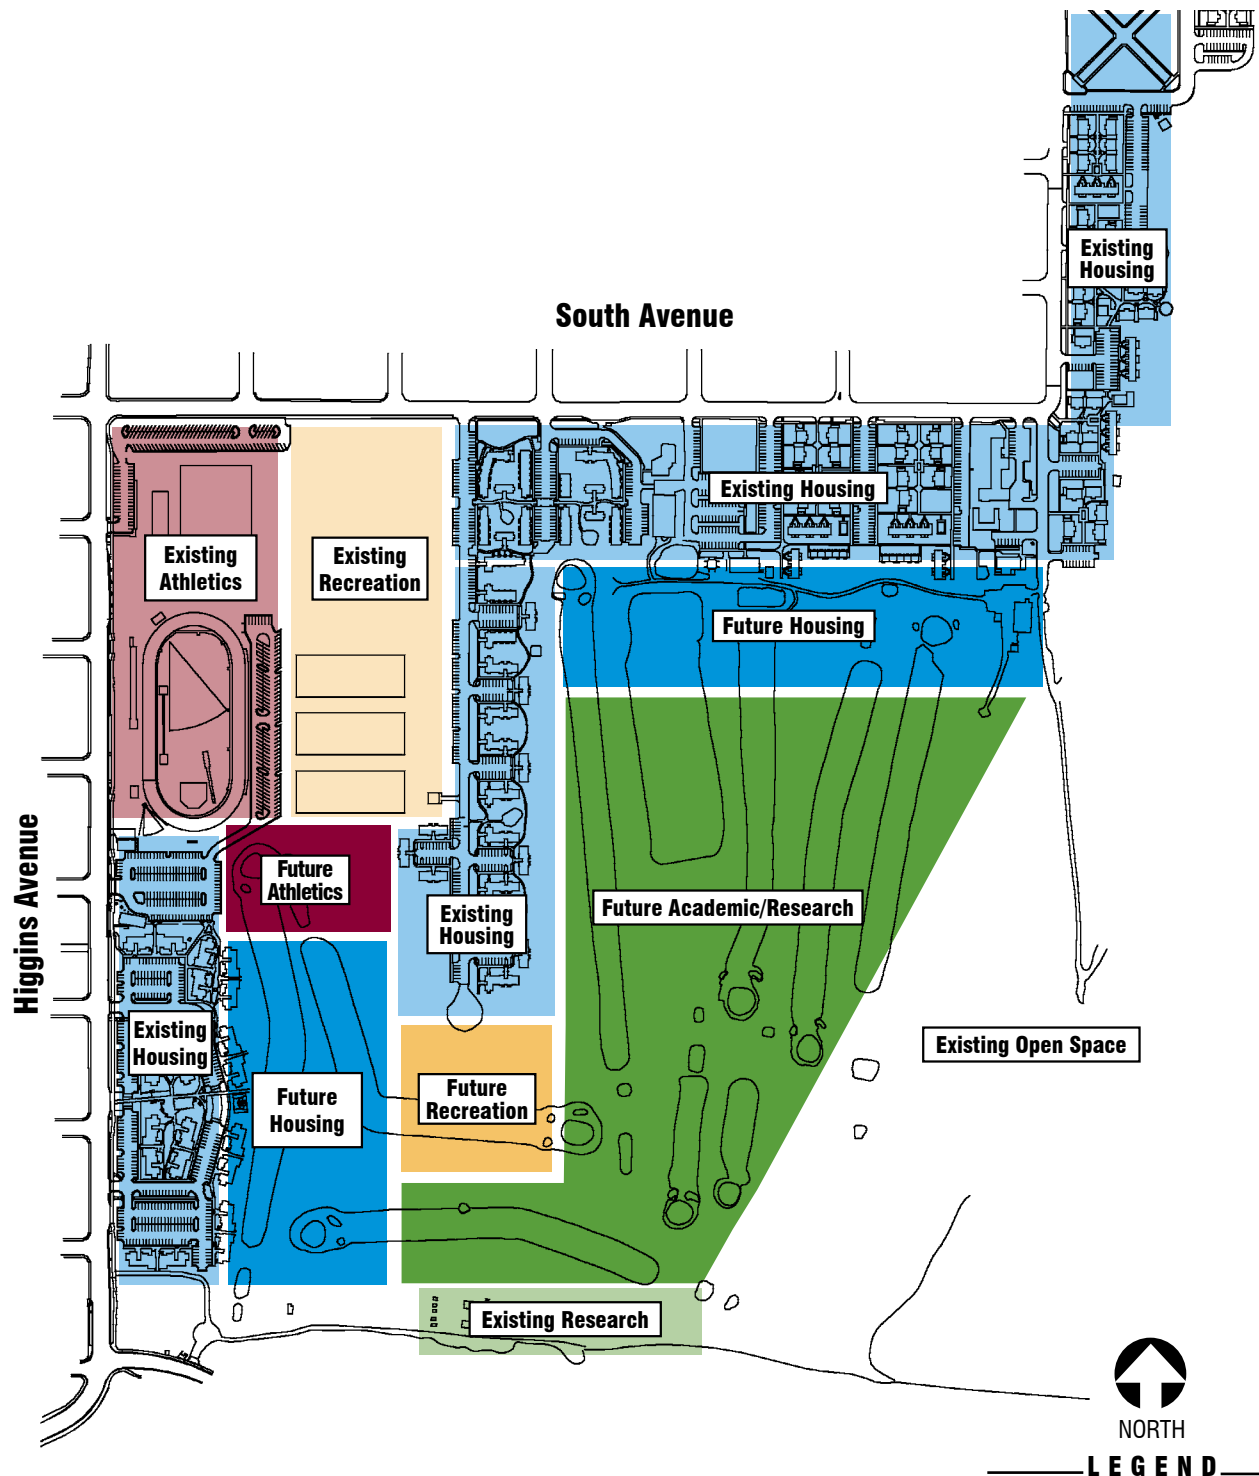 Existing
Housing
South Avenue
Existing Housing
Existing
Athletics
Existing
Recreation
Future Housing
Future
Athletics
Existing
Housing
Future Academic/Research
Higgins Avenue
Existing
Housing
Existing Open Space
Future
Housing
Future
Recreation
Existing Research
NORTH
LEGEND